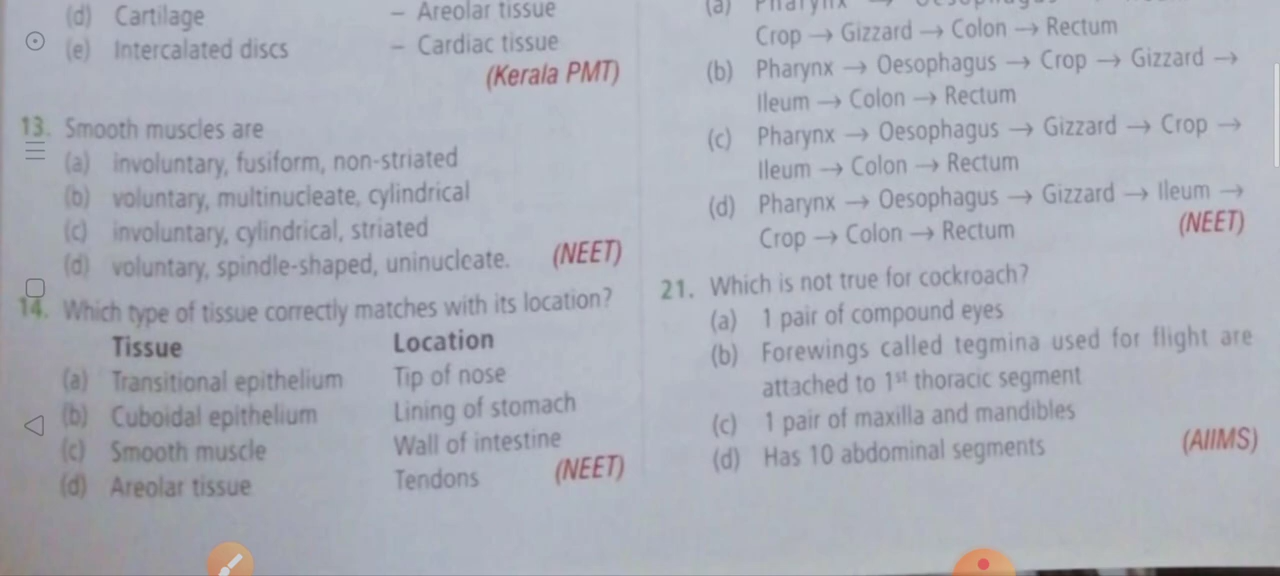 (d) Cartilage – Areolar tissue
(e) Intercalated discs – Cardiac tissue
(Kerala PMT)
13. Smooth muscles are
(a) involuntary, fusiform, non-striated
(b) voluntary, multinucleate, cylindrical
(c) involuntary, cylindrical, striated
(d) voluntary, spindle-shaped, uninucleate. (NEET)
14. Which type of tissue correctly matches with its location?
Tissue Location
(a) Transitional epithelium Tip of nose
(b) Cuboidal epithelium Lining of stomach
(c) Smooth muscle Wall of intestine
(d) Areolar tissue Tendons (NEET)
(a) Pharynx →
Crop → Gizzard → Colon → Rectum
(b) Pharynx → Oesophagus → Crop → Gizzard →
Ileum → Colon → Rectum
(c) Pharynx → Oesophagus → Gizzard → Crop →
Ileum → Colon → Rectum
(d) Pharynx → Oesophagus → Gizzard → Ileum →
Crop → Colon → Rectum (NEET)
21. Which is not true for cockroach?
(a) 1 pair of compound eyes
(b) Forewings called tegmina used for flight are
attached to 1st thoracic segment
(c) 1 pair of maxilla and mandibles
(d) Has 10 abdominal segments (AIIMS)